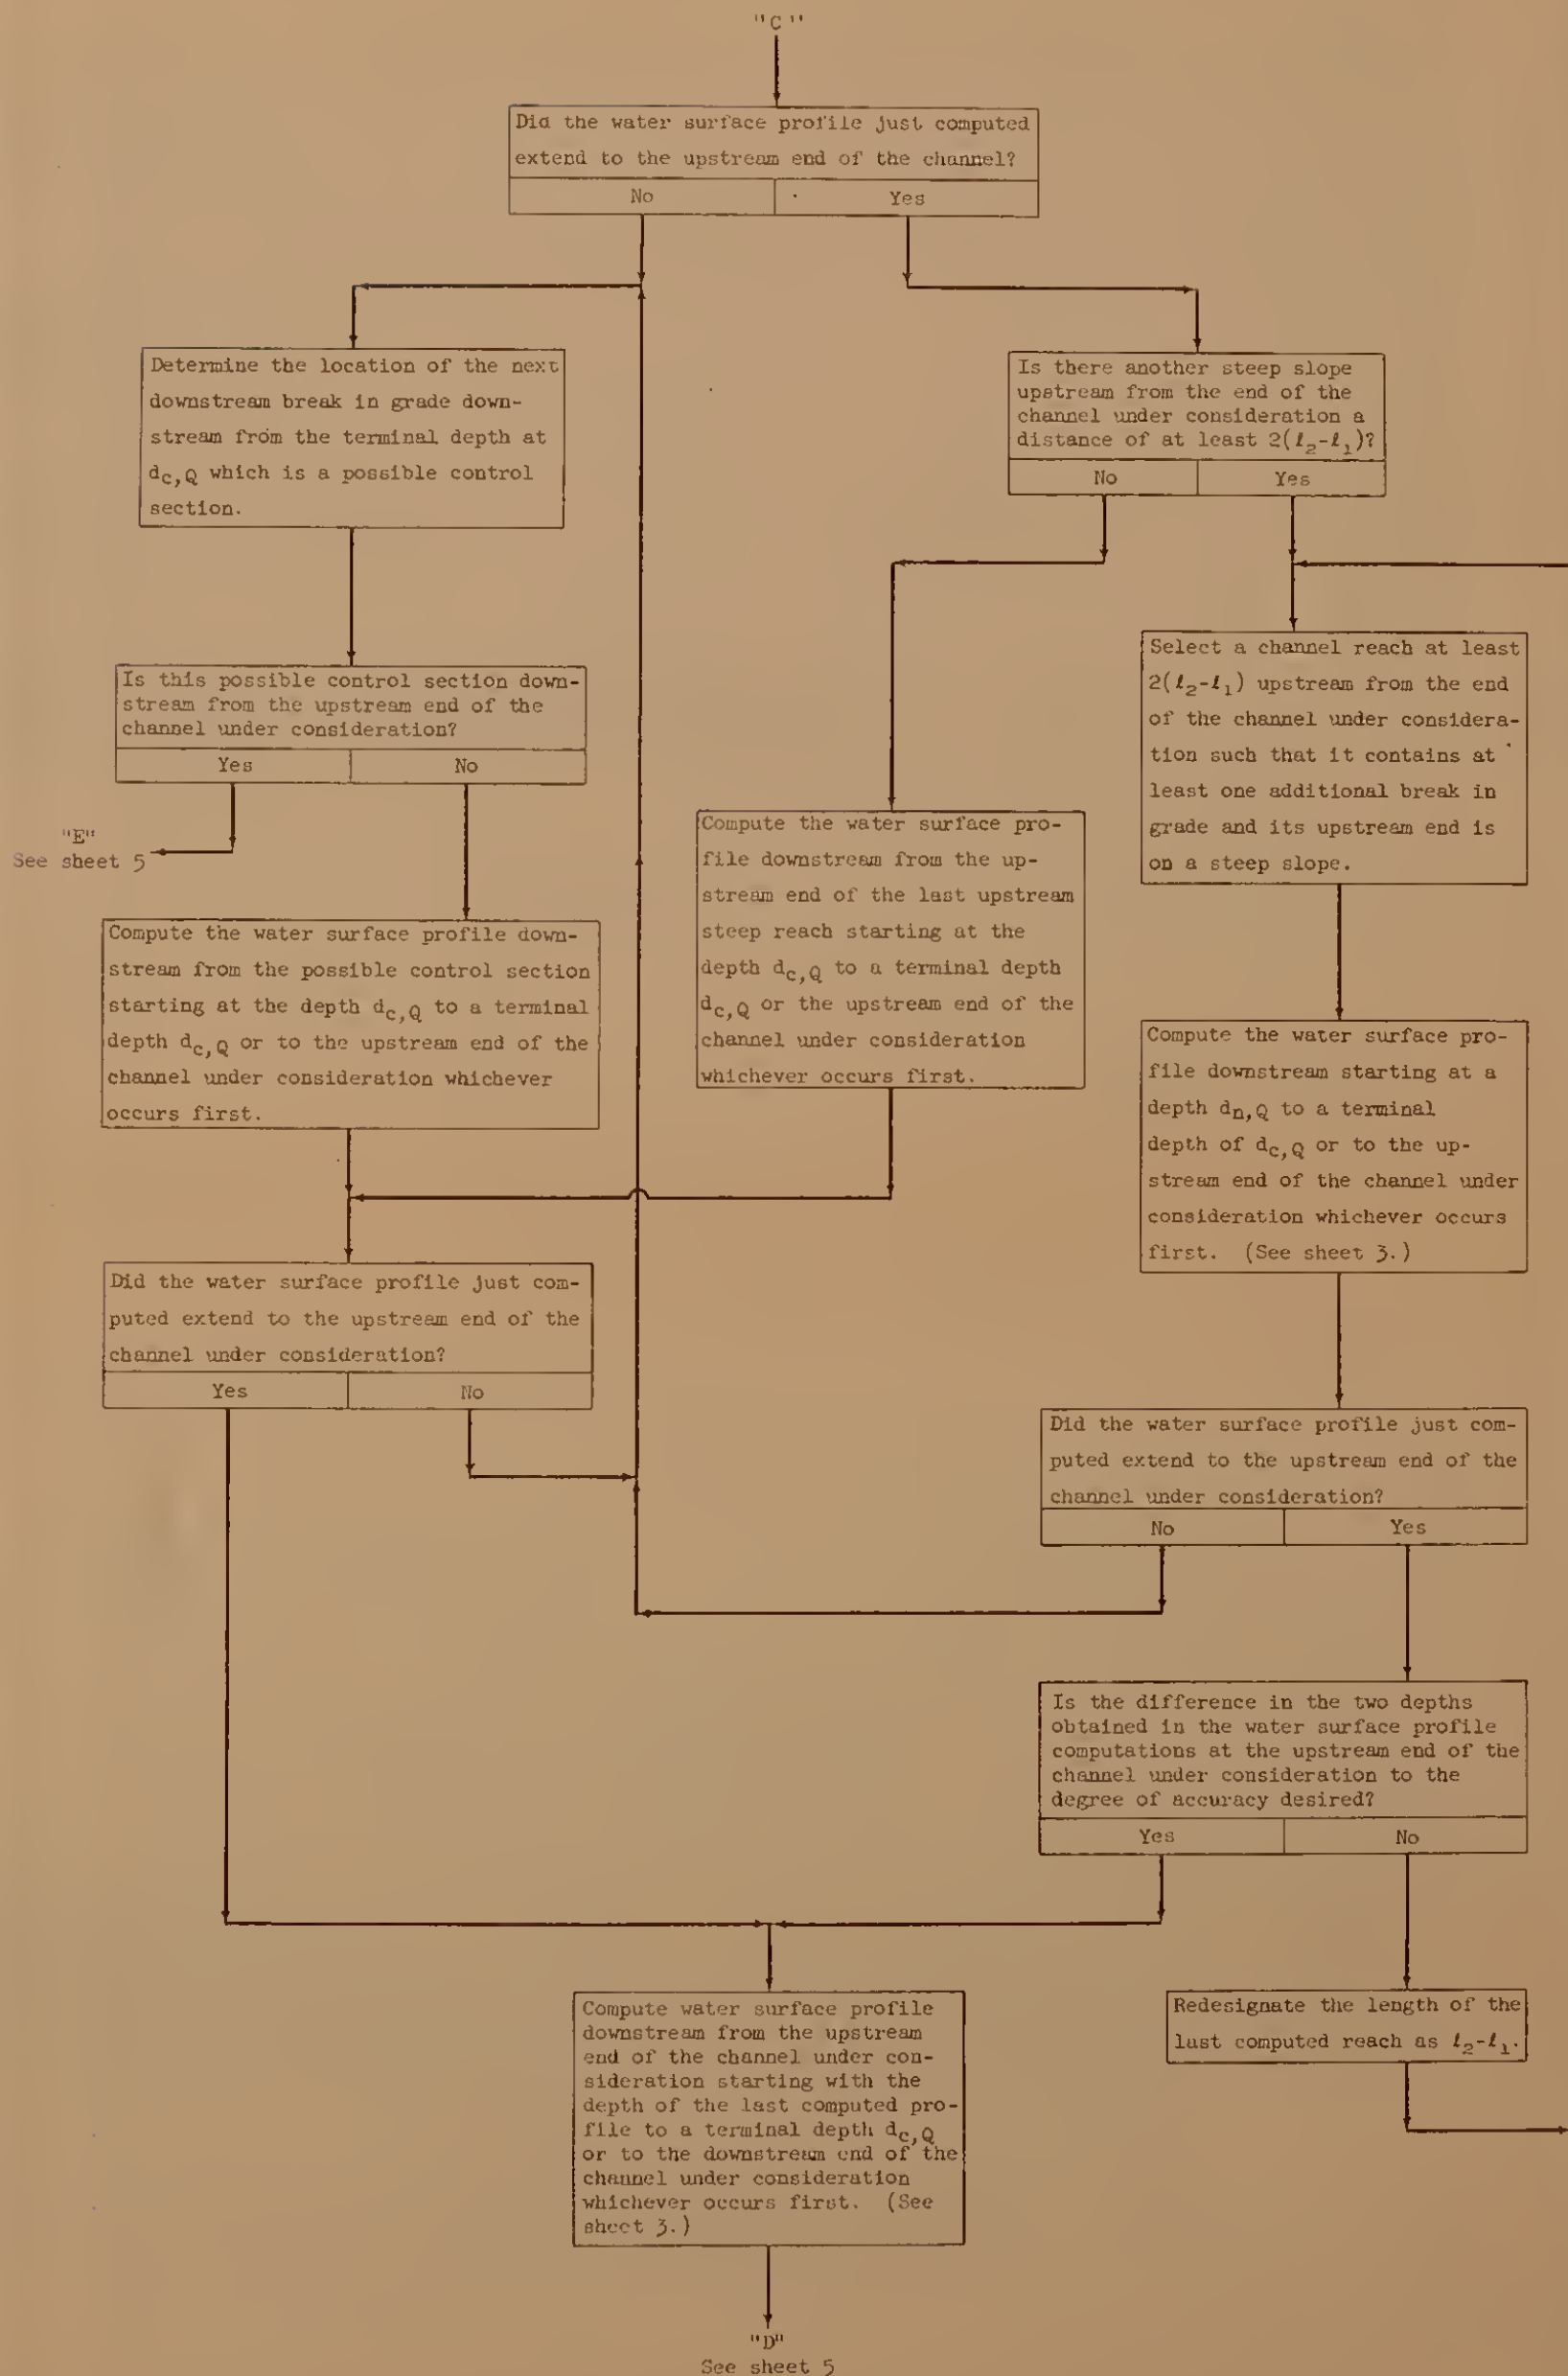 "C"
Did the water surface profile just computed
extend to the upstream end of the channel?
No
Yes
Determine the location of the next
downstream break in grade down-
stream from the terminal depth at
dc,Q which is a possible control
section.
Is there another steep slope
upstream from the end of the
channel under consideration a
distance of at least 2(ℓ2-ℓ1)?
No
Yes
Is this possible control section down-
stream from the upstream end of the
channel under consideration?
Yes
No
"E"
See sheet 5
Select a channel reach at least
2(ℓ2-ℓ1) upstream from the end
of the channel under considera-
tion such that it contains at
least one additional break in
grade and its upstream end is
on a steep slope.
Compute the water surface pro-
file downstream from the up-
stream end of the last upstream
steep reach starting at the
depth dc,Q to a terminal depth
dc,Q or the upstream end of the
channel under consideration
whichever occurs first.
Compute the water surface profile down-
stream from the possible control section
starting at the depth dc,Q to a terminal
depth dc,Q or to the upstream end of the
channel under consideration whichever
occurs first.
Compute the water surface pro-
file downstream starting at a
depth dn,Q to a terminal
depth of dc,Q or to the up-
stream end of the channel under
consideration whichever occurs
first. (See sheet 3.)
Did the water surface profile just com-
puted extend to the upstream end of the
channel under consideration?
Yes
No
Did the water surface profile just com-
puted extend to the upstream end of the
channel under consideration?
No
Yes
Is the difference in the two depths
obtained in the water surface profile
computations at the upstream end of the
channel under consideration to the
degree of accuracy desired?
Yes
No
Compute water surface profile
downstream from the upstream
end of the channel under con-
sideration starting with the
depth of the last computed pro-
file to a terminal depth dc,Q
or to the downstream end of the
channel under consideration
whichever occurs first. (See
sheet 3.)
Redesignate the length of the
last computed reach as ℓ2-ℓ1.
"D"
See sheet 5